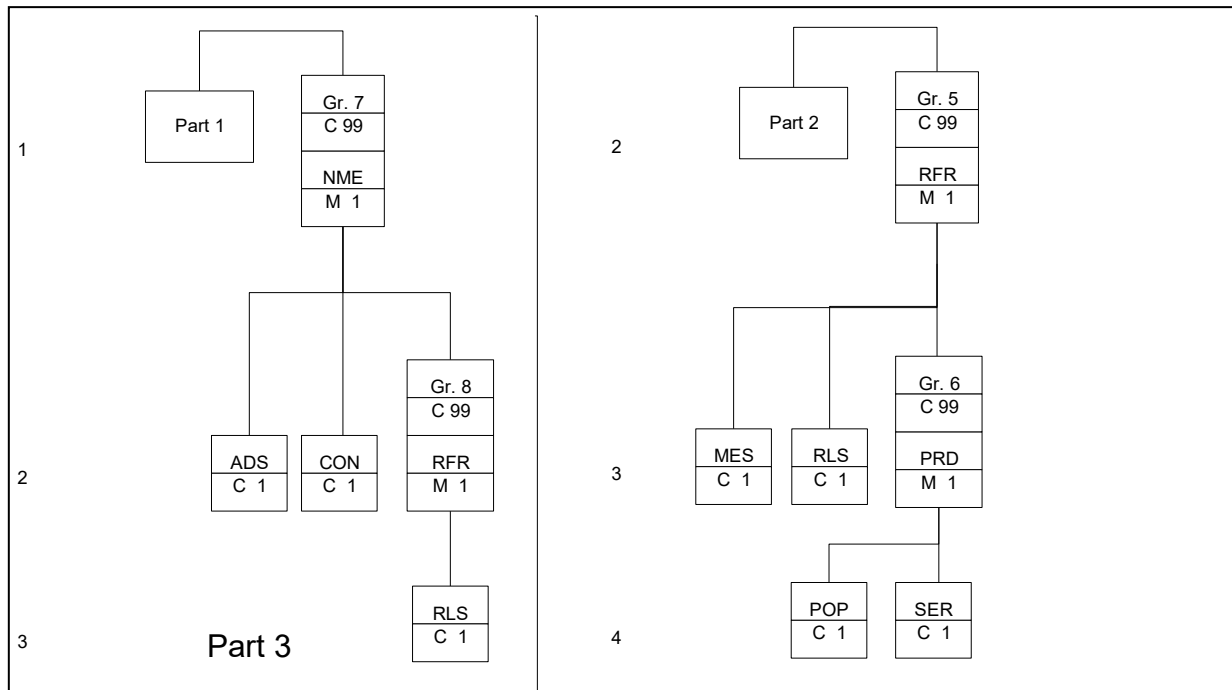 Part 1
Gr. 7
C 99
1
NME
M 1
Gr. 8
C 99
ADS
CON
RFR
2
C 1
C 1
M 1
RLS
C 1
3
Part 3
Part 2
Gr. 5
C 99
2
RFR
M 1
Gr. 6
C 99
MES
RLS
PRD
3
C 1
C 1
M 1
POP
SER
C 1
C 1
4